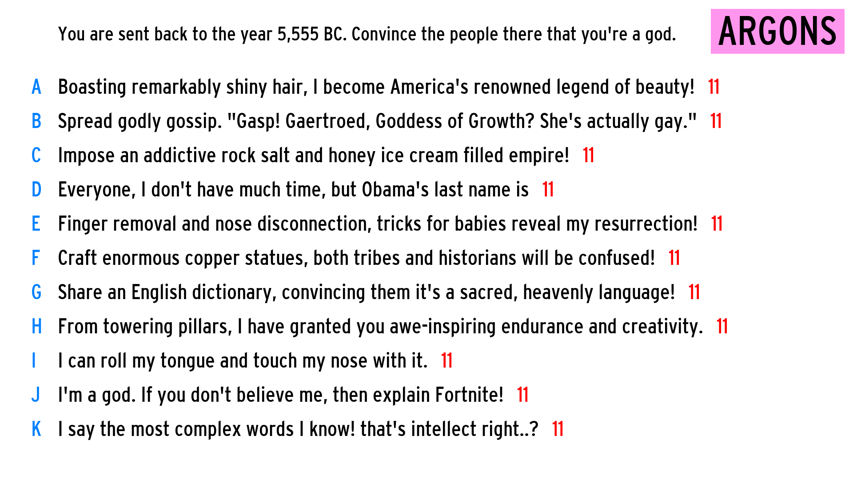 You are sent back to the year 5,555 BC. Convince the people there that you're a god.
ARGONS
A Boasting remarkably shiny hair, I become America's renowned legend of beauty! 11
B Spread godly gossip. "Gasp! Gaertroed, Goddess of Growth? She's actually gay." 11
C Impose an addictive rock salt and honey ice cream filled empire! 11
D Everyone, I don't have much time, but Obama's last name is 11
E Finger removal and nose disconnection, tricks for babies reveal my resurrection! 11
F Craft enormous copper statues, both tribes and historians will be confused! 11
G Share an English dictionary, convincing them it's a sacred, heavenly language! 11
H From towering pillars, I have granted you awe-inspiring endurance and creativity. 11
I I can roll my tongue and touch my nose with it. 11
J I'm a god. If you don't believe me, then explain Fortnite! 11
K I say the most complex words I know! that's intellect right..? 11